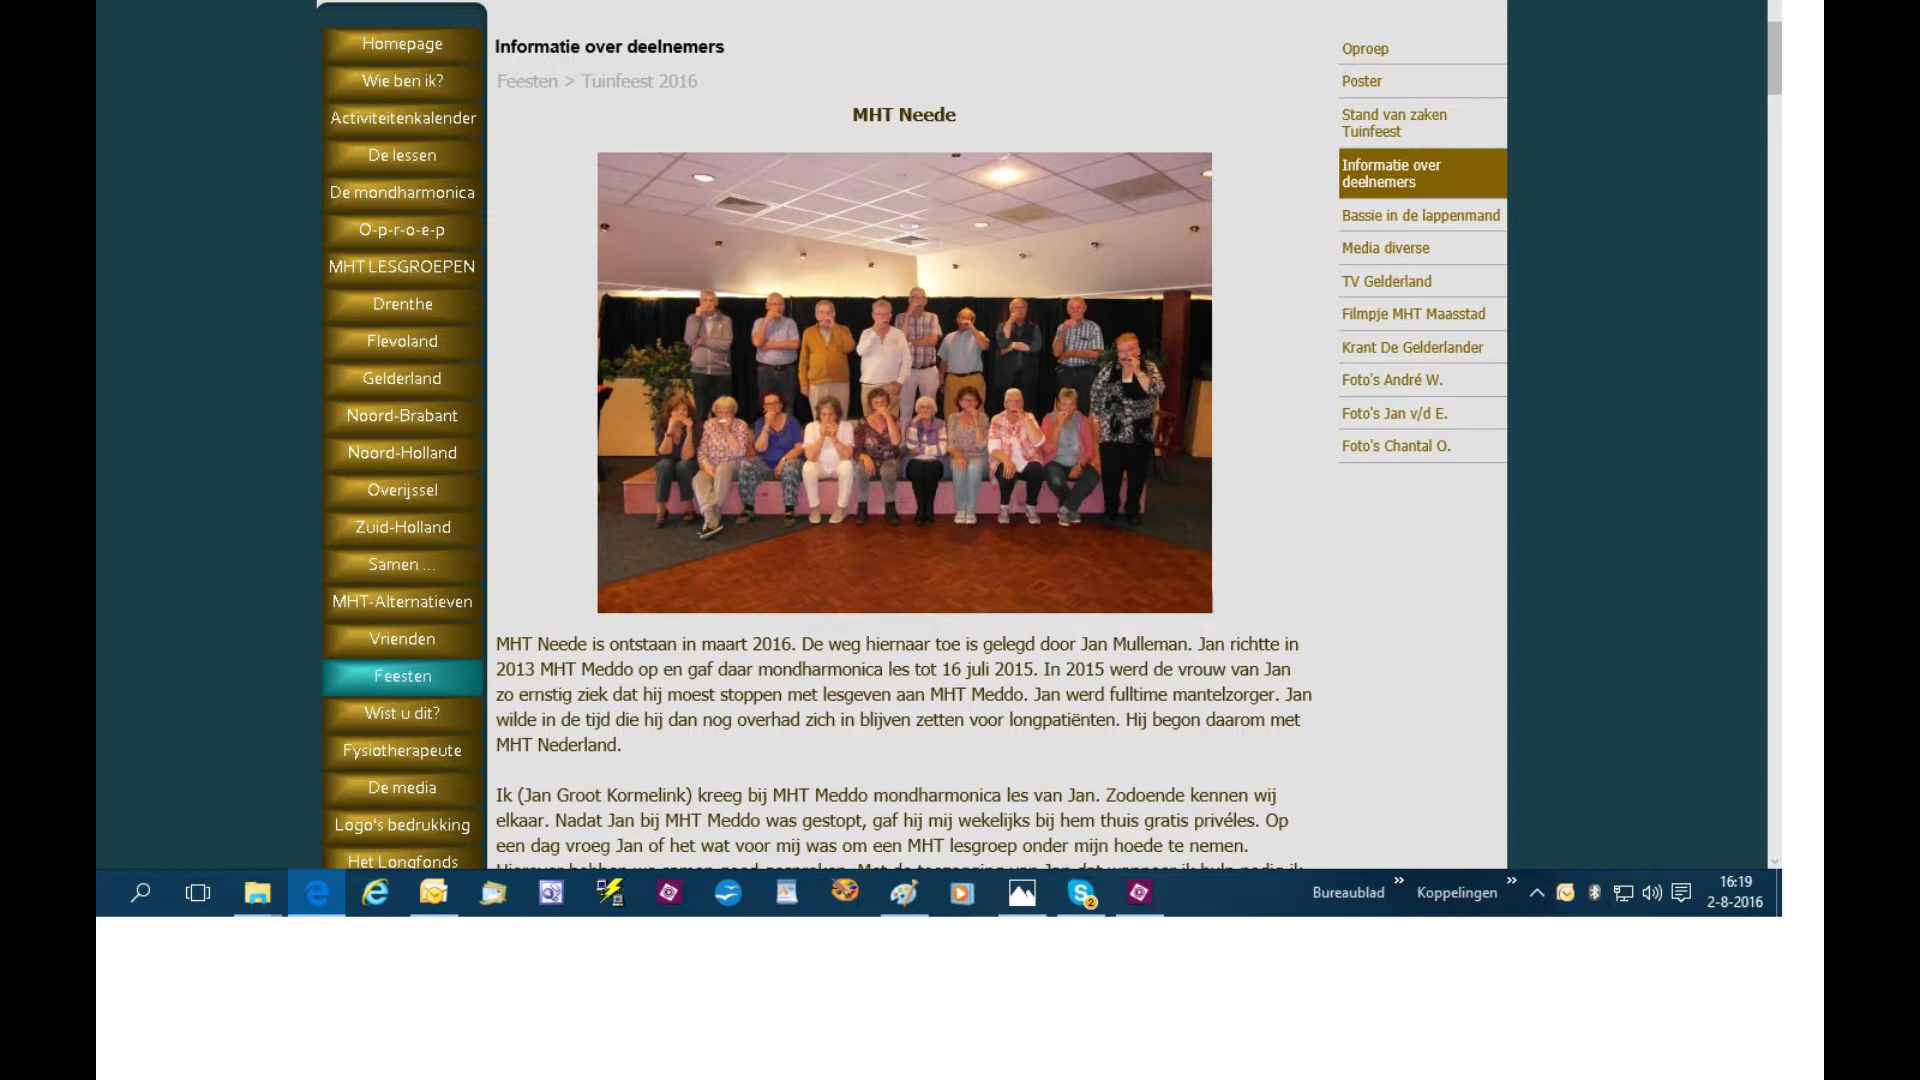 Homepage
Wie ben ik?
Activiteitenkalender
De lessen
De mondharmonica
O-p-r-o-e-p
MHT LESGROEPEN
Drenthe
Flevoland
Gelderland
Noord-Brabant
Noord-Holland
Overijssel
Zuid-Holland
Samen ...
MHT-Alternatieven
Vrienden
Feesten
Wist u dit?
Fysiotherapeute
De media
Logo's bedrukking
Het Longfonds
Informatie over deelnemers
Feesten > Tuinfeest 2016
MHT Neede
MHT Neede is ontstaan in maart 2016. De weg hiernaar toe is gelegd door Jan Mulleman. Jan richtte in
2013 MHT Meddo op en gaf daar mondharmonica les tot 16 juli 2015. In 2015 werd de vrouw van Jan
zo ernstig ziek dat hij moest stoppen met lesgeven aan MHT Meddo. Jan werd fulltime mantelzorger. Jan
wilde in de tijd die hij dan nog overhad zich in blijven zetten voor longpatiënten. Hij begon daarom met
MHT Nederland.
Ik (Jan Groot Kormelink) kreeg bij MHT Meddo mondharmonica les van Jan. Zodoende kennen wij
elkaar. Nadat Jan bij MHT Meddo was gestopt, gaf hij mij wekelijks bij hem thuis gratis privéles. Op
een dag vroeg Jan of het wat voor mij was om een MHT lesgroep onder mijn hoede te nemen.
Oproep
Poster
Stand van zaken
Tuinfeest
Informatie over
deelnemers
Bassie in de lappenmand
Media diverse
TV Gelderland
Filmpje MHT Maasstad
Krant De Gelderlander
Foto's André W.
Foto's Jan v/d E.
Foto's Chantal O.
Bureaublad »
Koppelingen »
2
16:19
2-8-2016